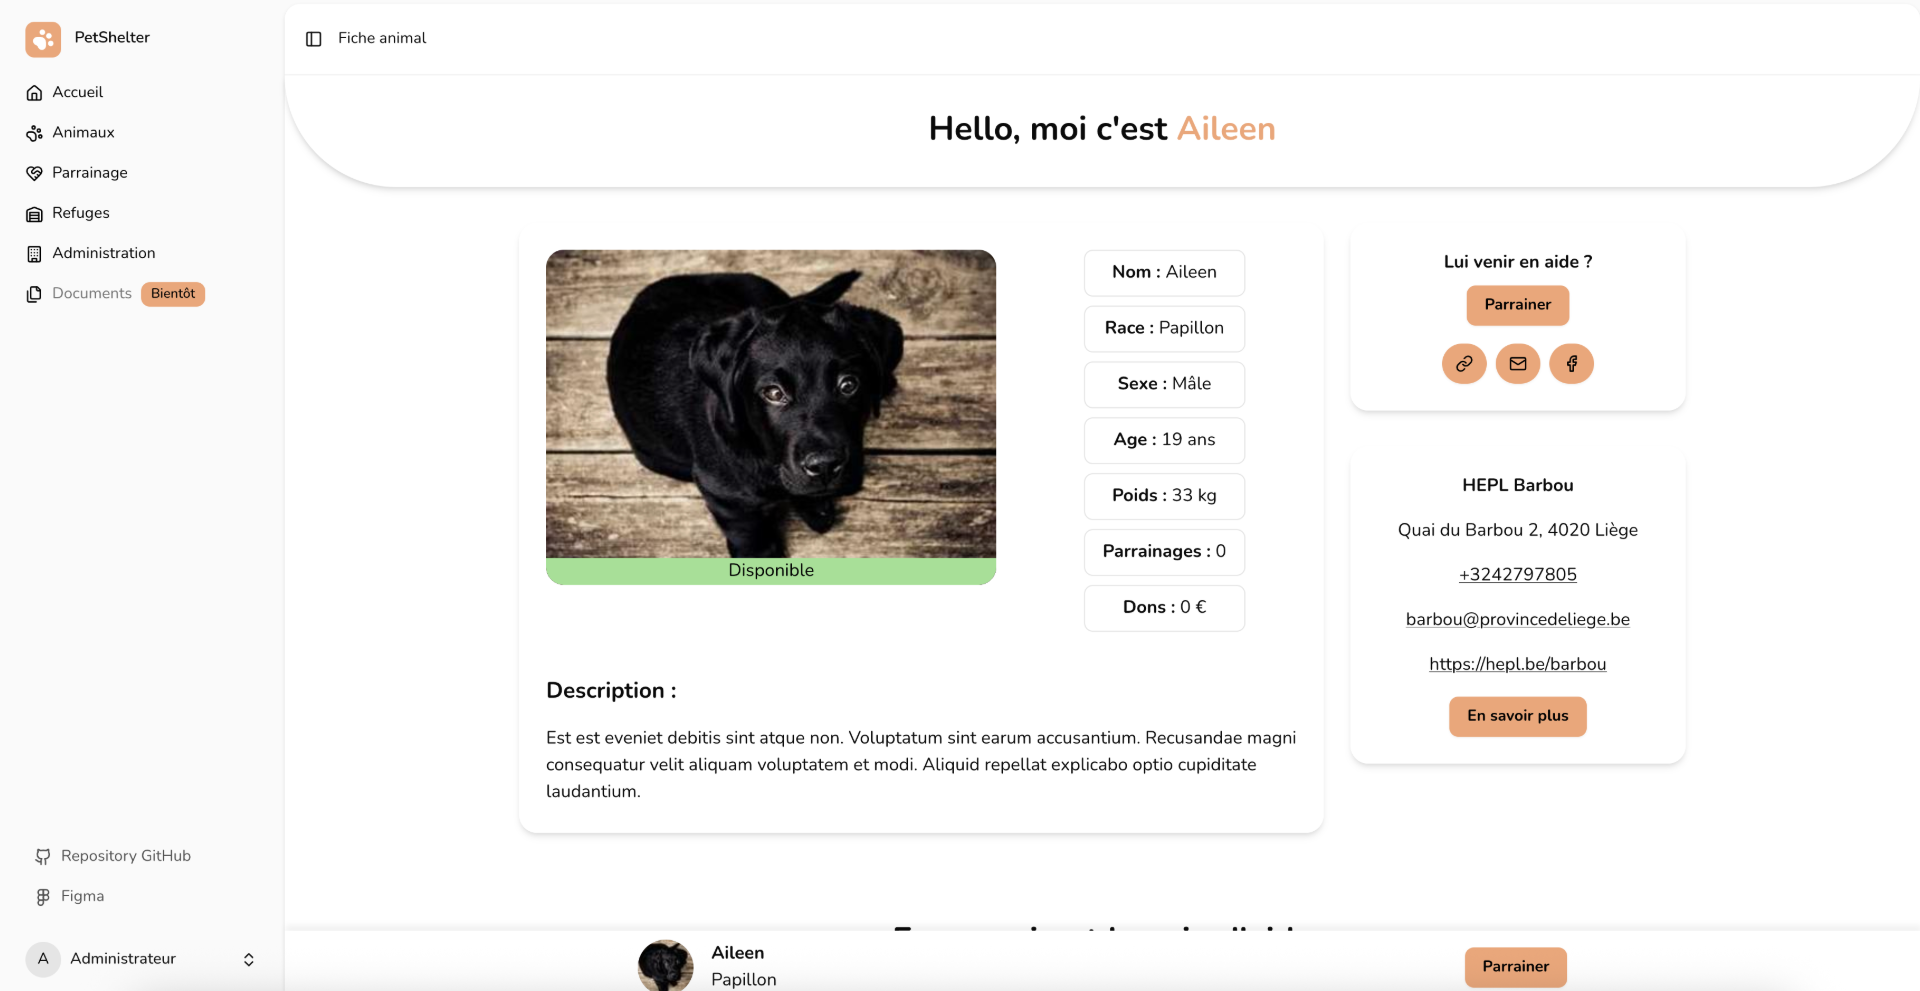 PetShelter
Accueil
Animaux
Parrainage
Refuges
Administration
Documents Bientôt
Repository GitHub
Figma
A Administrateur
Fiche animal
Hello, moi c'est Aileen
Disponible
Nom : Aileen
Race : Papillon
Sexe : Mâle
Age : 19 ans
Poids : 33 kg
Parrainages : 0
Dons : 0 €
Description :
Est est eveniet debitis sint atque non. Voluptatum sint earum accusantium. Recusandae magni
consequatur velit aliquam voluptatem et modi. Aliquid repellat explicabo optio cupiditate
laudantium.
Lui venir en aide ?
Parrainer
HEPL Barbou
Quai du Barbou 2, 4020 Liège
+3242797805
barbou@provincedeliege.be
https://hepl.be/barbou
En savoir plus
Aileen
Papillon
Parrainer